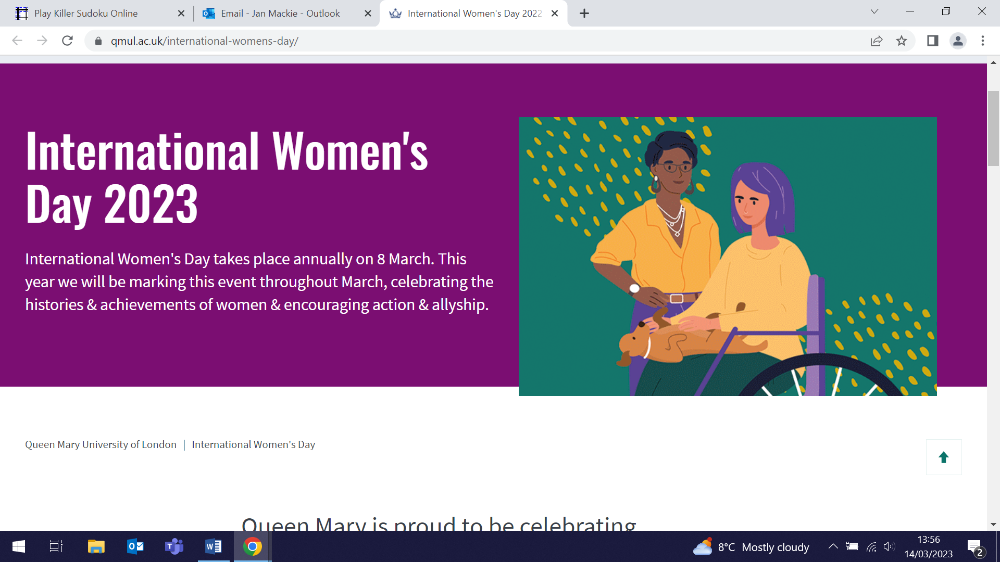 Play Killer Sudoku Online
Email - Jan Mackie - Outlook
International Women's Day 2022
qmul.ac.uk/international-womens-day/
International Women's
Day 2023
International Women's Day takes place annually on 8 March. This
year we will be marking this event throughout March, celebrating the
histories & achievements of women & encouraging action & allyship.
Queen Mary University of London | International Women's Day
Queen Mary is proud to be celebrating
8°C Mostly cloudy
13:56
14/03/2023
2